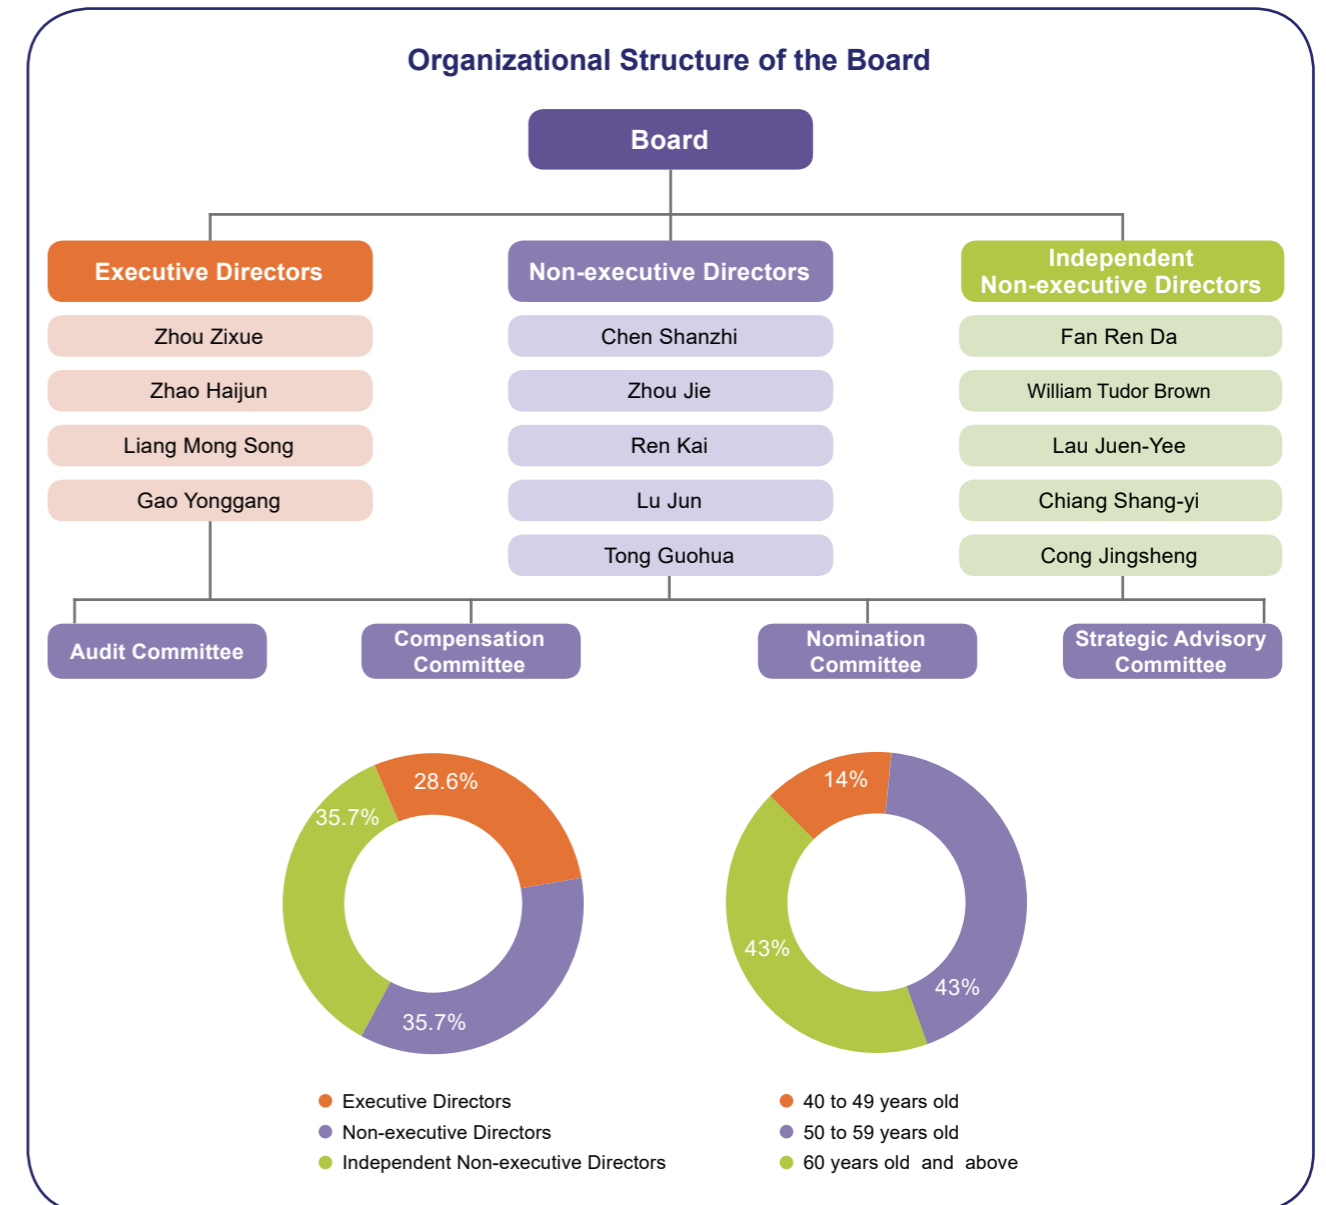 Organizational Structure of the Board
Board
Executive Directors
Zhou Zixue
Zhao Haijun
Liang Mong Song
Gao Yonggang
Non-executive Directors
Chen Shanzhi
Zhou Jie
Ren Kai
Lu Jun
Tong Guohua
Independent
Non-executive Directors
Fan Ren Da
William Tudor Brown
Lau Juen-Yee
Chiang Shang-yi
Cong Jingsheng
Audit Committee
Compensation
Committee
Nomination
Committee
Strategic Advisory
Committee
28.6%
35.7%
35.7%
Executive Directors
Non-executive Directors
Independent Non-executive Directors
14%
43%
43%
40 to 49 years old
50 to 59 years old
60 years old and above